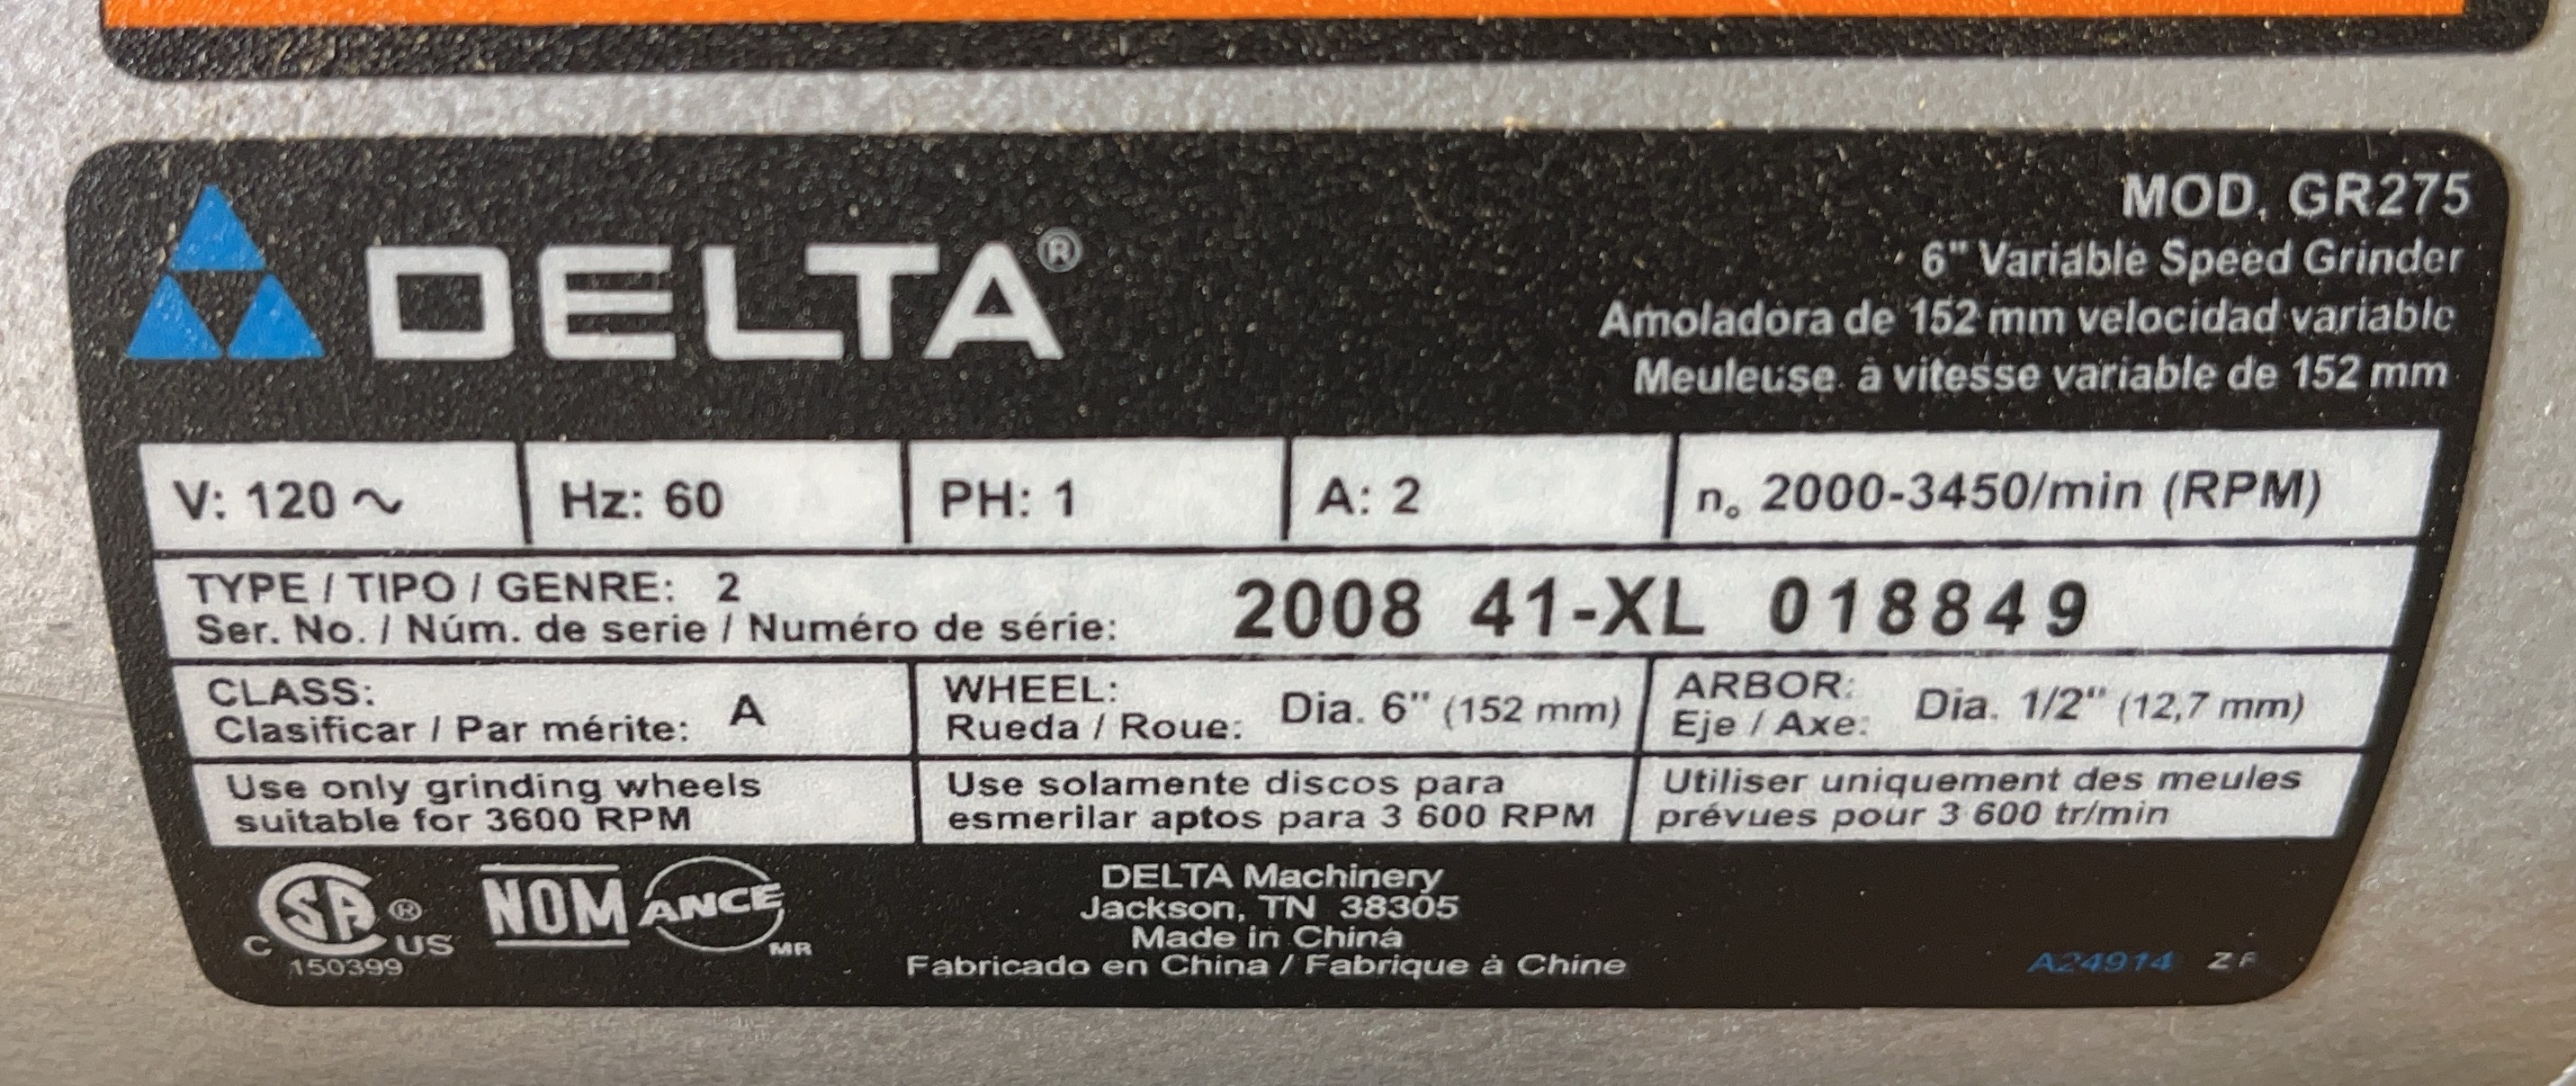 DELTA®
MOD. GR275
6" Variable Speed Grinder
Amoladora de 152 mm velocidad variable
Meuleuse à vitesse variable de 152 mm
V: 120 ~
Hz: 60
PH: 1
A: 2
n₀ 2000-3450/min (RPM)
TYPE / TIPO / GENRE: 2
Ser. No. / Núm. de serie / Numéro de série: 2008 41-XL 018849
CLASS:
Clasificar / Par mérite: A
WHEEL:
Rueda / Roue: Dia. 6" (152 mm)
ARBOR:
Eje / Axe: Dia. 1/2" (12,7 mm)
Use only grinding wheels
suitable for 3600 RPM
Use solamente discos para
esmerilar aptos para 3 600 RPM
Utiliser uniquement des meules
prévues pour 3 600 tr/min
C SA ® US
150399
NOM ANCE MR
DELTA Machinery
Jackson, TN 38305
Made in China
Fabricado en China / Fabrique à Chine
A24914